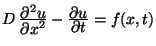 D ∂²u/∂x² − ∂u/∂t = f(x, t)